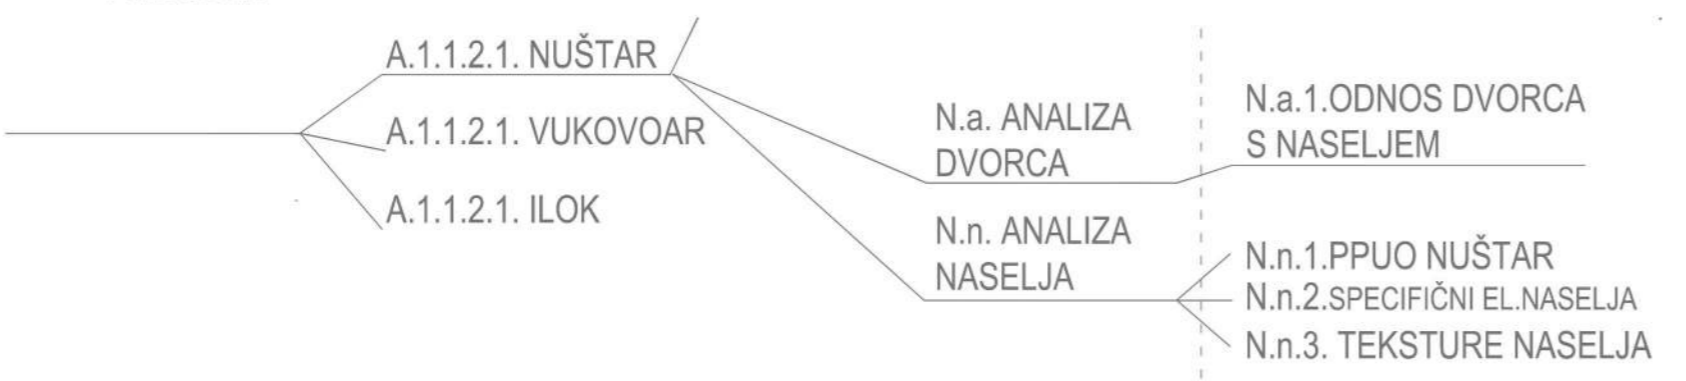 A.1.1.2.1. NUŠTAR
A.1.1.2.1. VUKOVOAR
A.1.1.2.1. ILOK
N.a. ANALIZA
DVORCA
N.n. ANALIZA
NASELJA
N.a.1.ODNOS DVORCA
S NASELJEM
N.n.1.PPUO NUŠTAR
N.n.2.SPECIFIČNI EL.NASELJA
N.n.3. TEKSTURE NASELJA